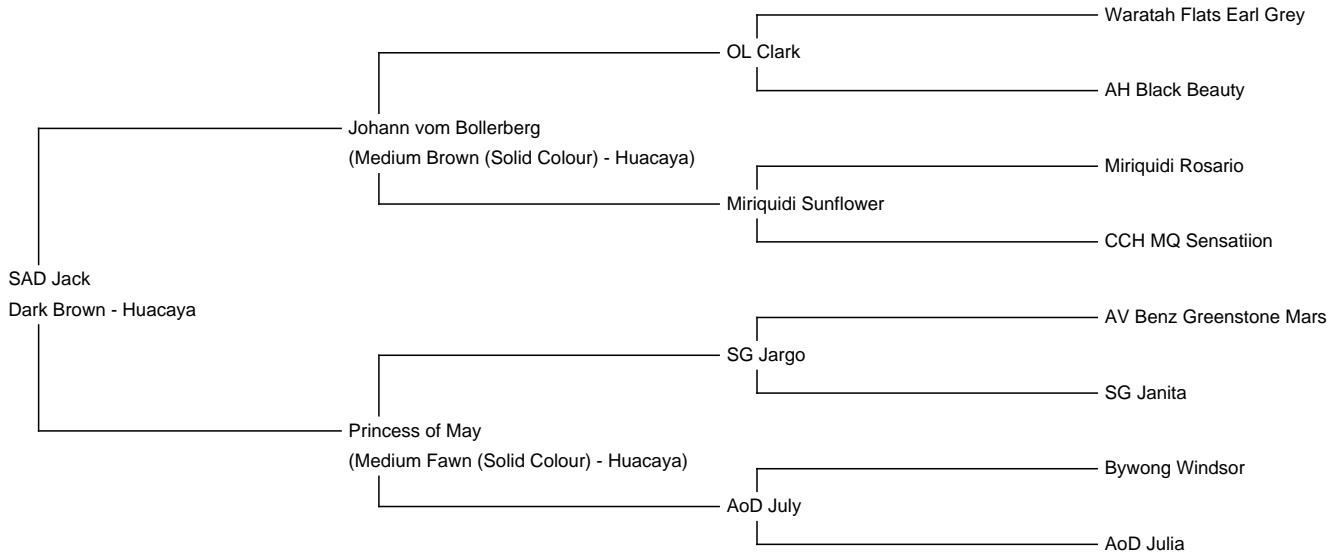 Waratah Flats Earl Grey
OL Clark
AH Black Beauty
Johann vom Bollerberg
(Medium Brown (Solid Colour) - Huacaya)
Miriquidi Rosario
Miriquidi Sunflower
CCH MQ Sensatiion
SAD Jack
Dark Brown - Huacaya
AV Benz Greenstone Mars
SG Jargo
SG Janita
Princess of May
(Medium Fawn (Solid Colour) - Huacaya)
Bywong Windsor
AoD July
AoD Julia